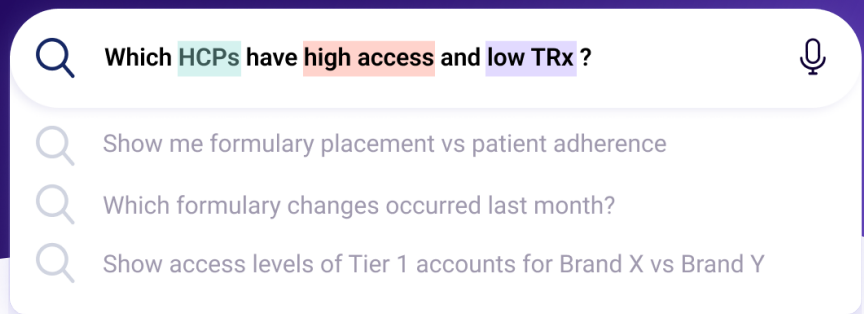 Which HCPs have high access and low TRx ?
Show me formulary placement vs patient adherence
Which formulary changes occurred last month?
Show access levels of Tier 1 accounts for Brand X vs Brand Y